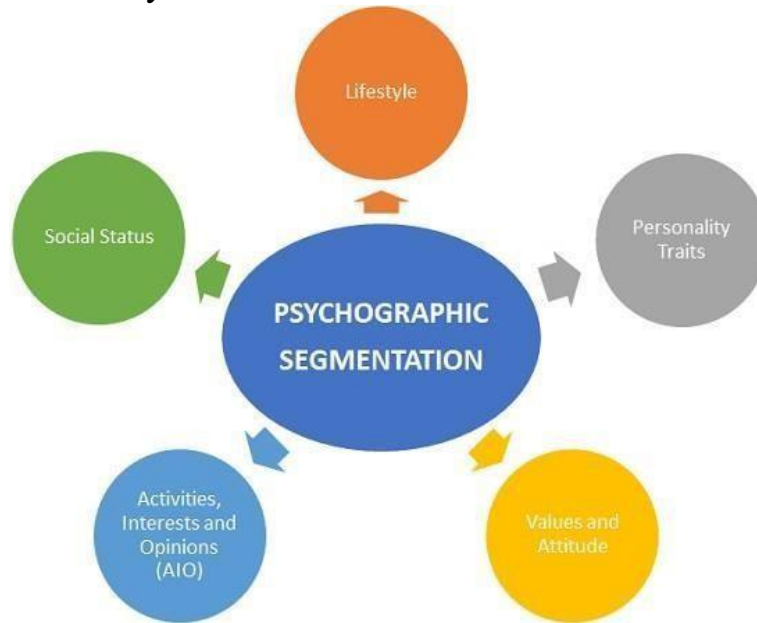 Lifestyle
Social Status
Personality
Traits
PSYCHOGRAPHIC
SEGMENTATION
Activities,
Interests and
Opinions
(AIO)
Values and
Attitude